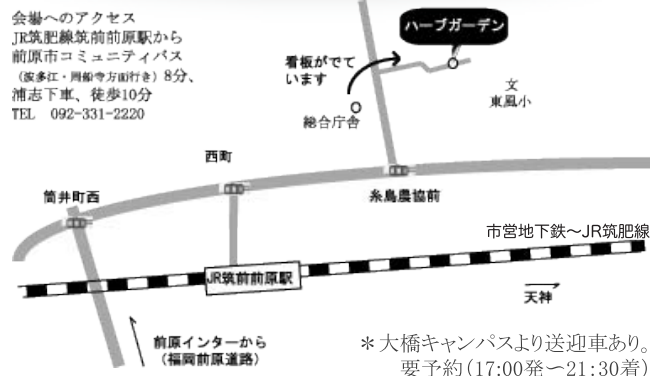 会場へのアクセス
JR筑肥線筑前前原駅から
前原市コミュニティバス
（波多江・周船寺方面行き）8分、
浦志下車、徒歩10分
TEL 092-331-2220
ハーブガーデン
看板がでて
います
文
東風小
総合庁舎
西町
筒井町西
糸島農協前
市営地下鉄〜JR筑肥線
JR筑前前原駅
天神
前原インターから
（福岡前原道路）
＊大橋キャンパスより送迎車あり。
要予約（17:00発〜21:30着）